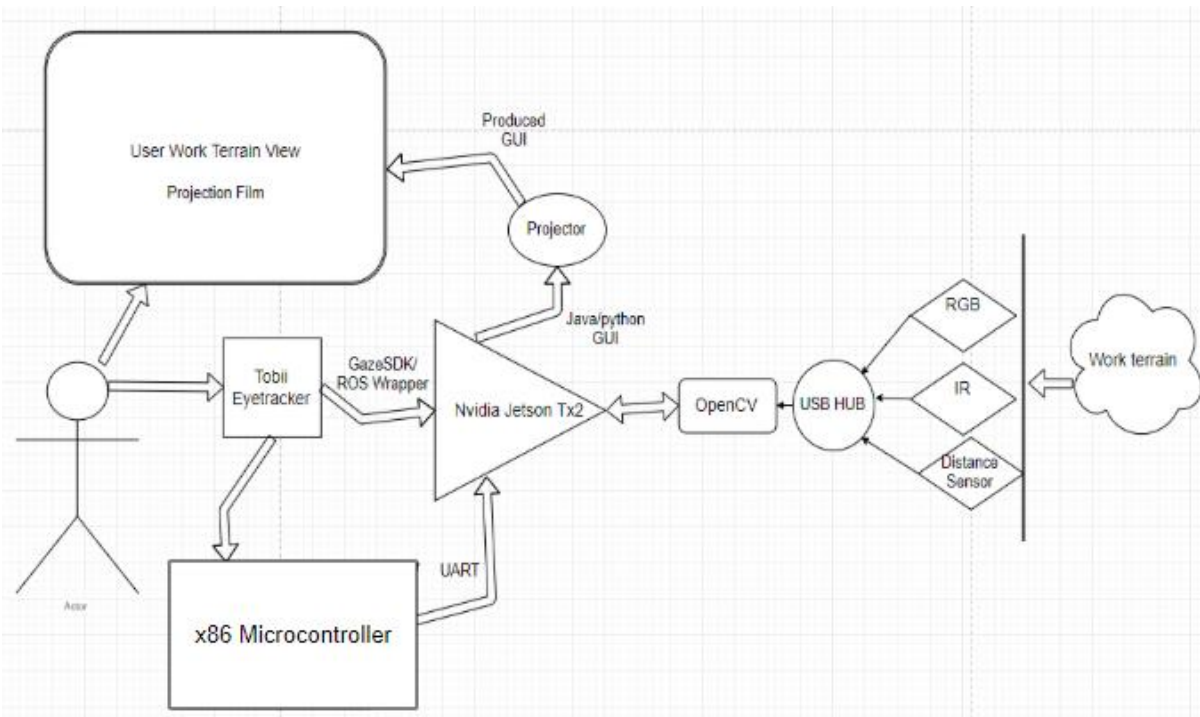 User Work Terrain View
Projection Film
Produced
GUI
Projector
Java/python
GUI
RGB
Work terrain
IR
Distance
Sensor
USB HUB
OpenCV
Nvidia Jetson Tx2
GazeSDK/
ROS Wrapper
Tobii
Eyetracker
UART
x86 Microcontroller
Actor